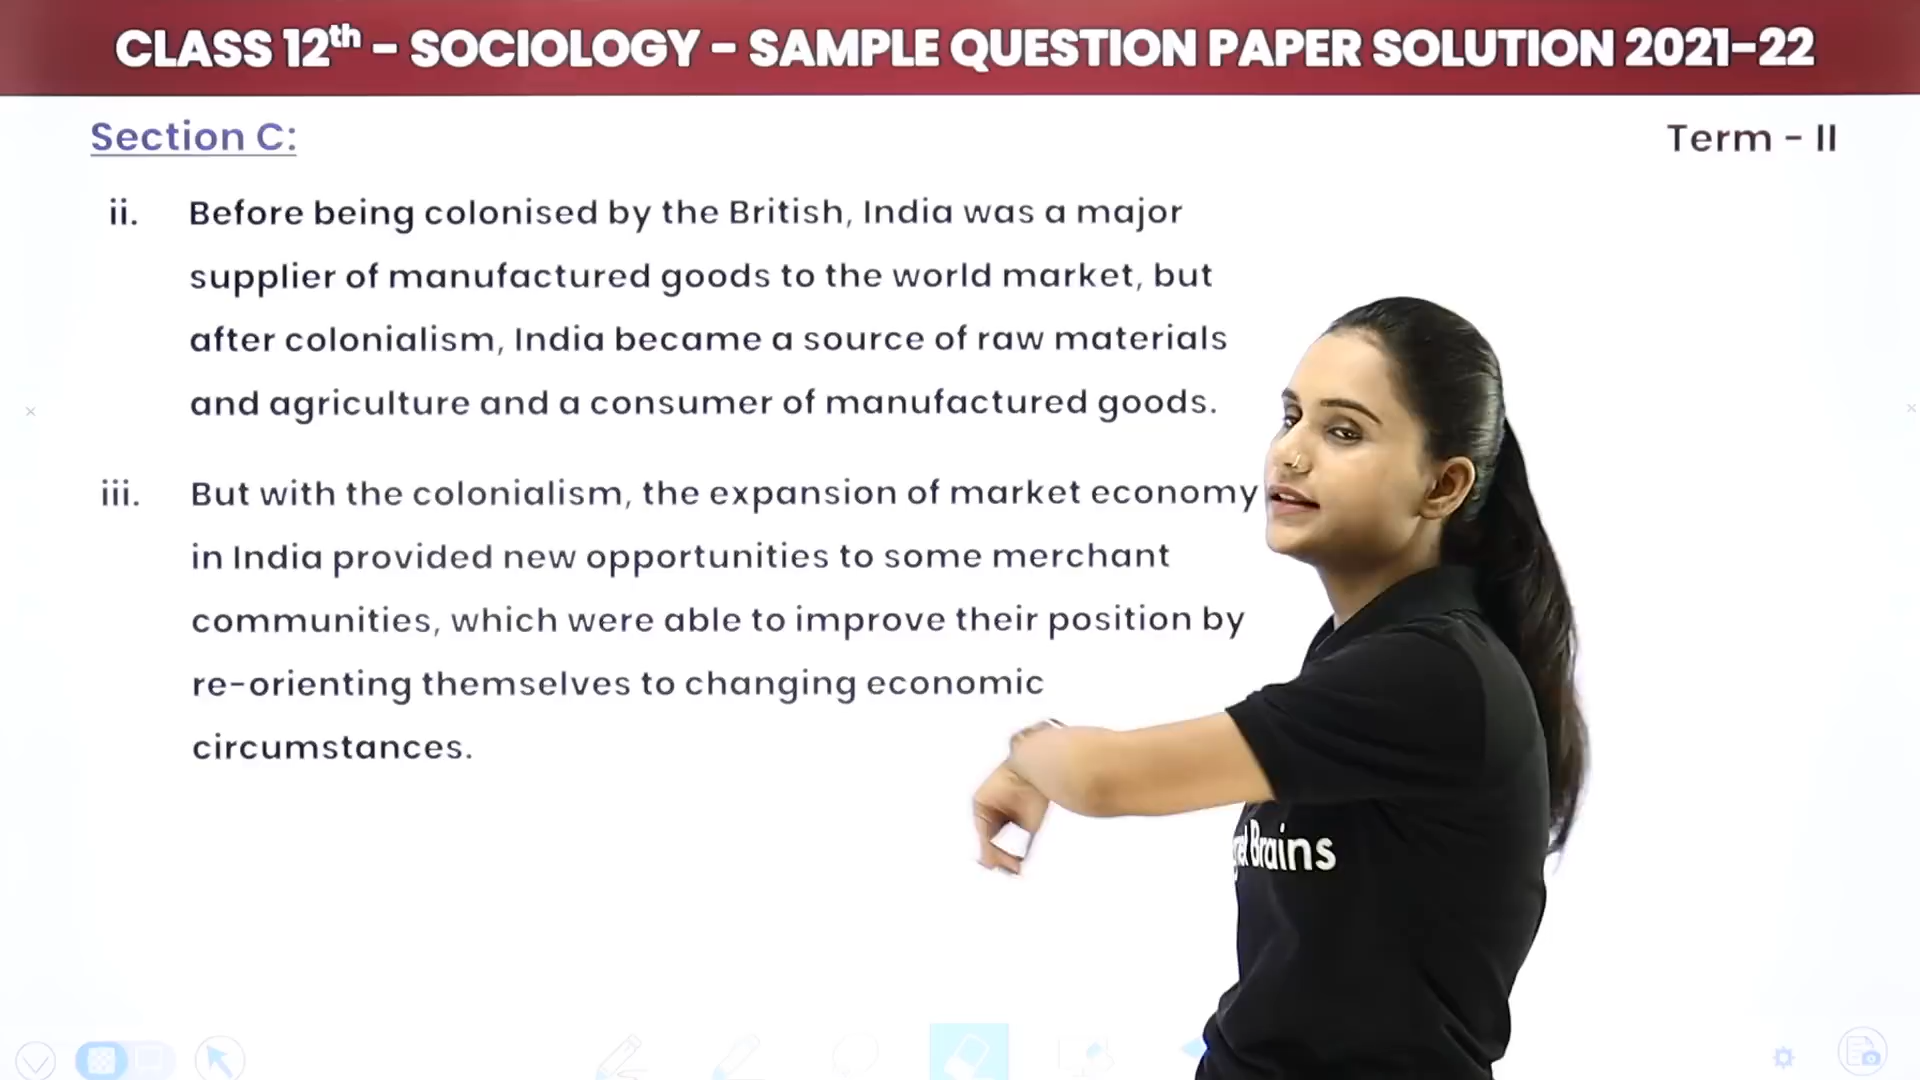 CLASS 12th - SOCIOLOGY - SAMPLE QUESTION PAPER SOLUTION 2021-22
Section C:
Term - II
ii. Before being colonised by the British, India was a major
supplier of manufactured goods to the world market, but
after colonialism, India became a source of raw materials
and agriculture and a consumer of manufactured goods.
iii. But with the colonialism, the expansion of market economy
in India provided new opportunities to some merchant
communities, which were able to improve their position by
re-orienting themselves to changing economic
circumstances.
Brains